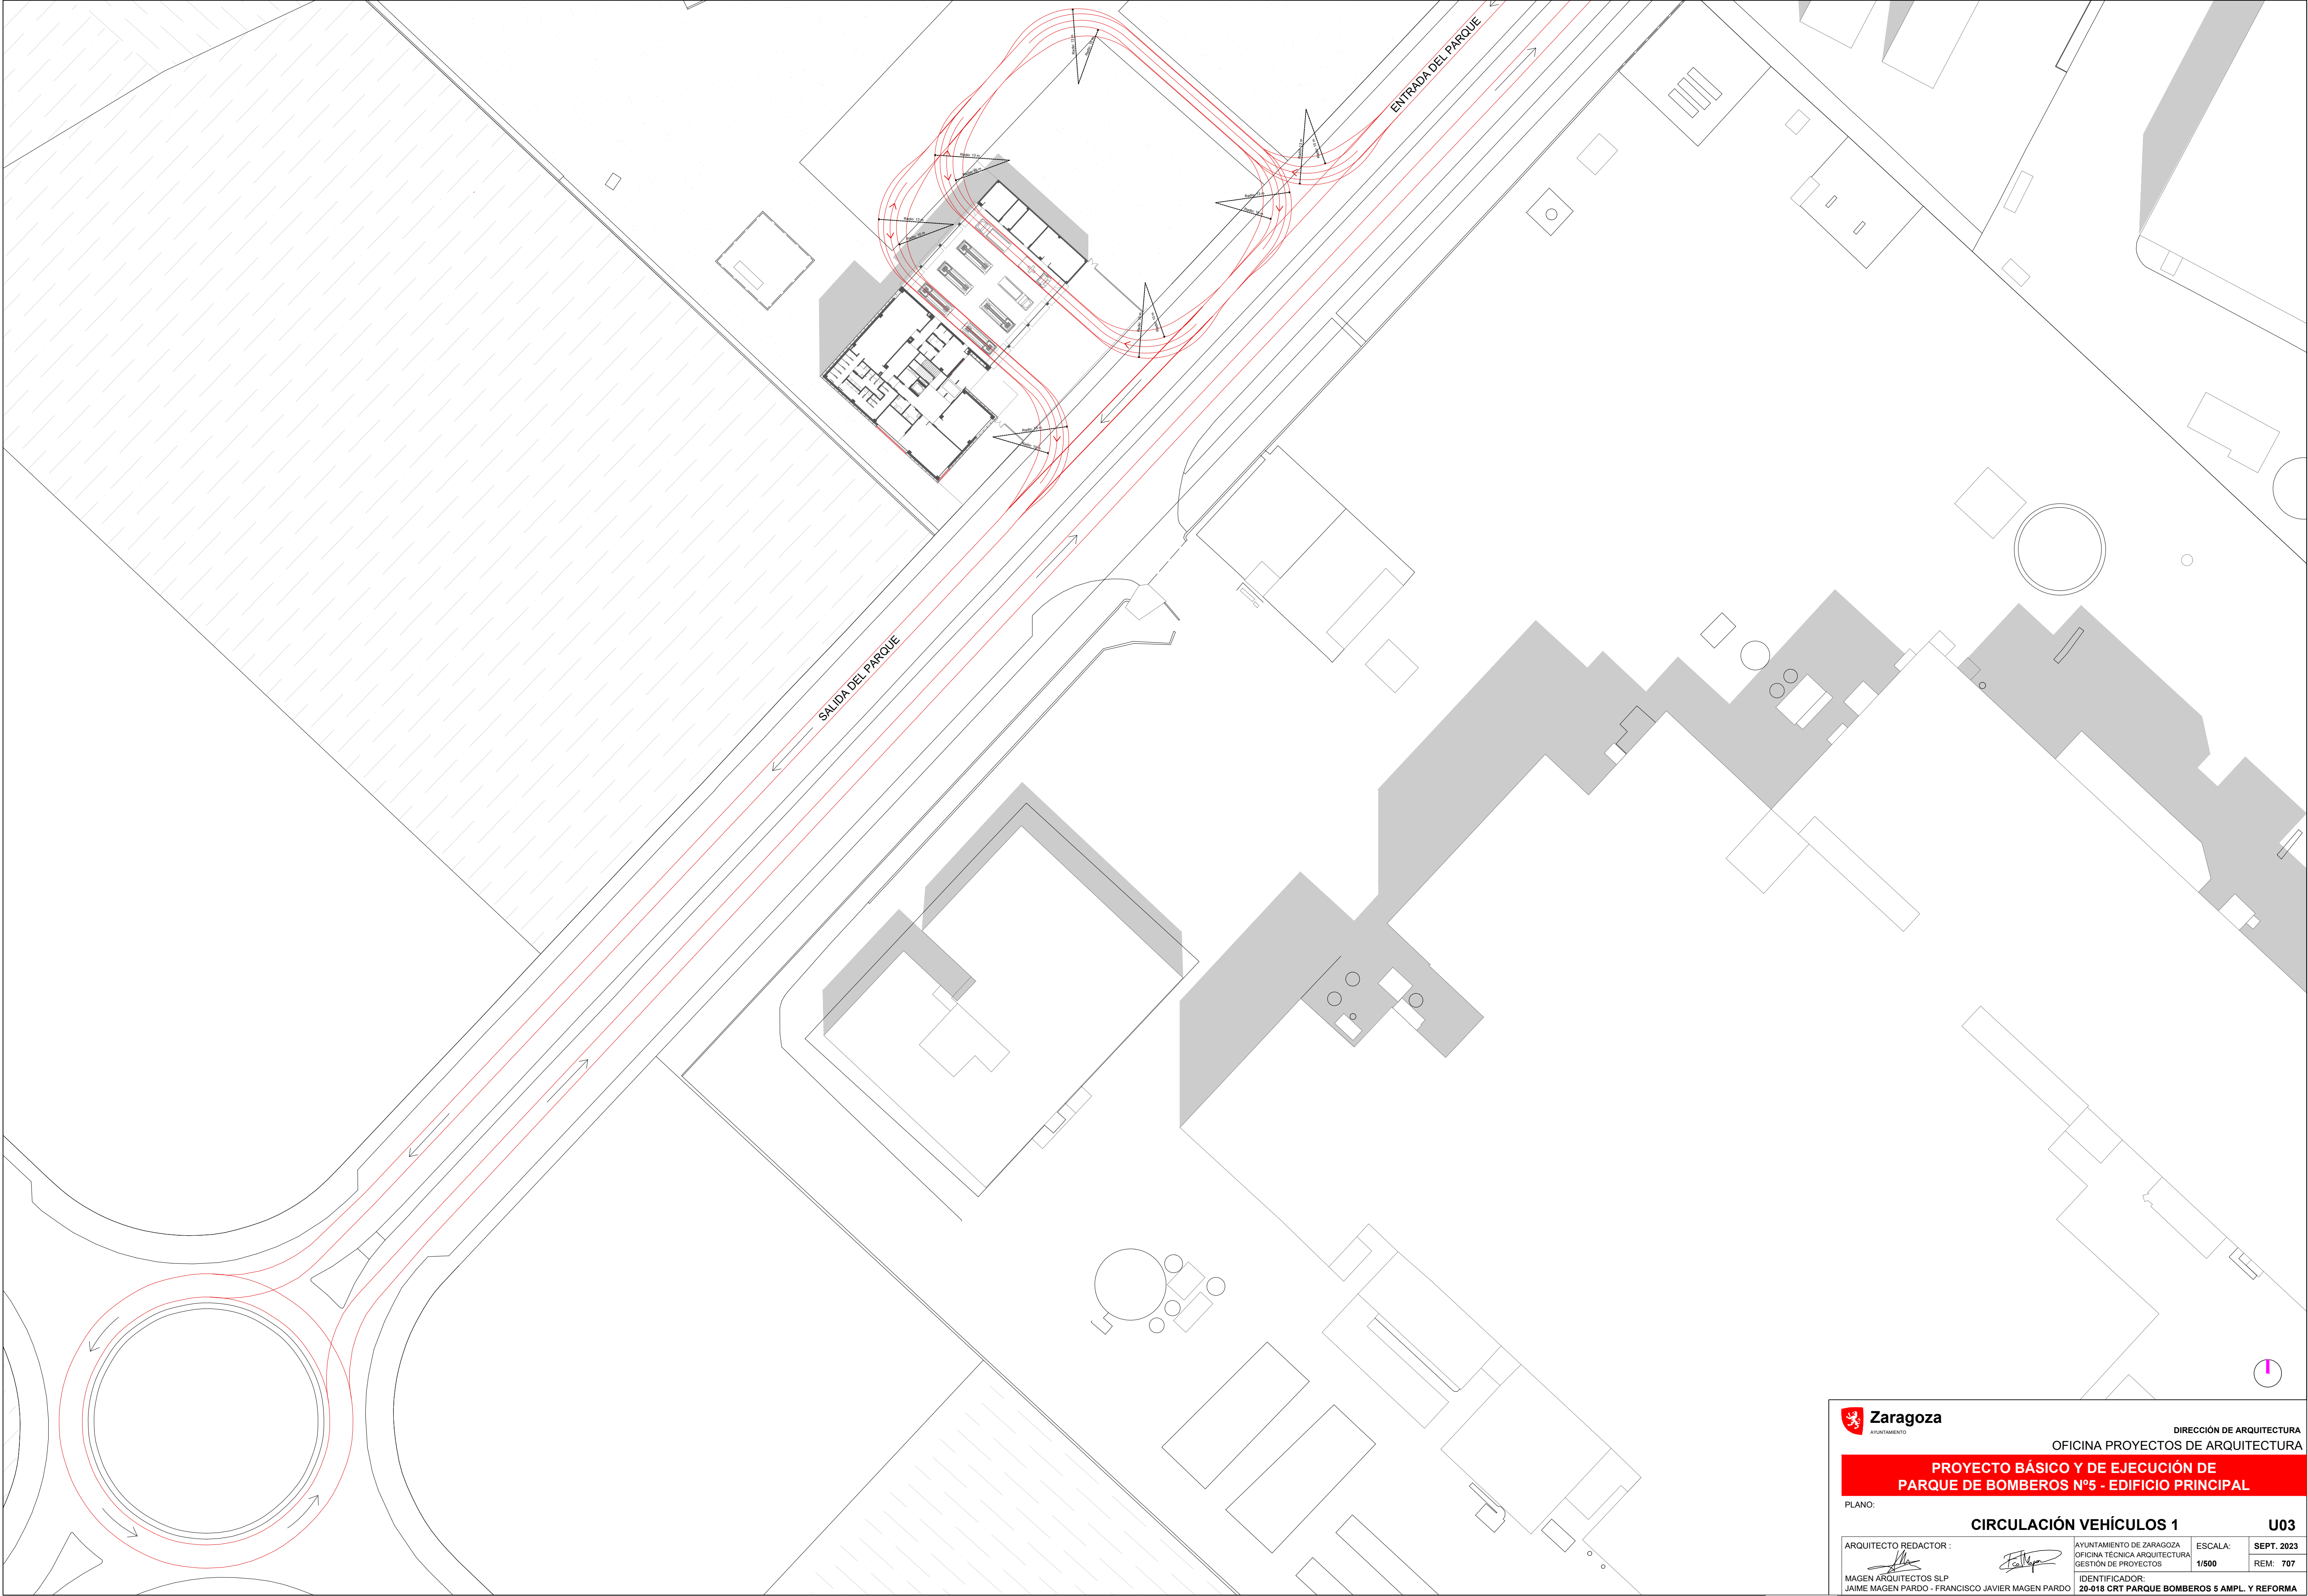 ENTRADA DEL PARQUE
SALIDA DEL PARQUE
Zaragoza
AYUNTAMIENTO
DIRECCIÓN DE ARQUITECTURA
OFICINA PROYECTOS DE ARQUITECTURA
PROYECTO BÁSICO Y DE EJECUCIÓN DE
PARQUE DE BOMBEROS Nº5 - EDIFICIO PRINCIPAL
PLANO:
CIRCULACIÓN VEHÍCULOS 1
U03
ARQUITECTO REDACTOR :
MAGEN ARQUITECTOS SLP
JAIME MAGEN PARDO - FRANCISCO JAVIER MAGEN PARDO
AYUNTAMIENTO DE ZARAGOZA
OFICINA TÉCNICA ARQUITECTURA
GESTIÓN DE PROYECTOS
ESCALA:
1/500
SEPT. 2023
REM: 707
IDENTIFICADOR:
20-018 CRT PARQUE BOMBEROS 5 AMPL. Y REFORMA